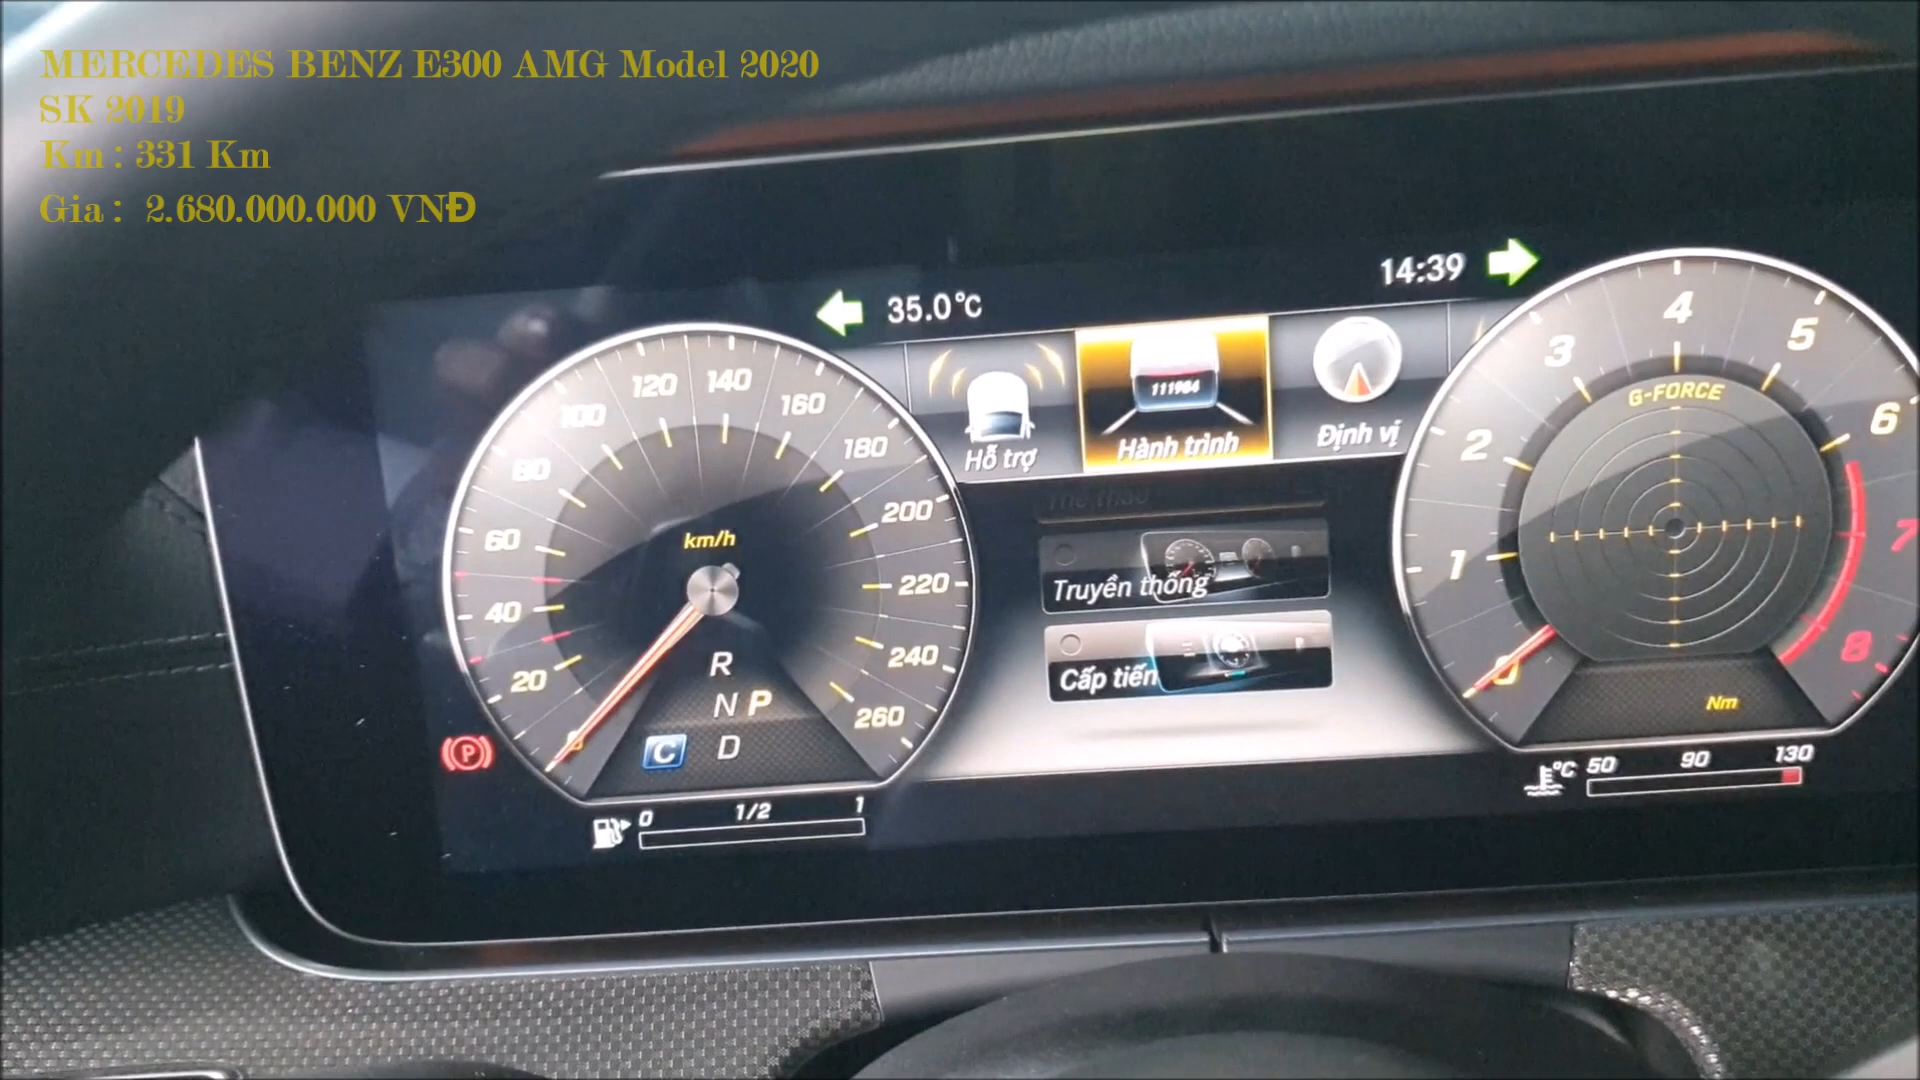 MERCEDES BENZ E300 AMG Model 2020
SK 2019
Km : 331 Km
Gia : 2.680.000.000 VNĐ
35.0°C
14:39
111984
Hỗ trợ
Hành trình
Định vị
Thể thao
Truyền thống
Cấp tiến
0
20
40
60
80
100
120
140
160
180
200
220
240
260
km/h
R
N P
D
C
P
0 1/2 1
0
1
2
3
4
5
6
7
8
G-FORCE
Nm
°C 50 90 130